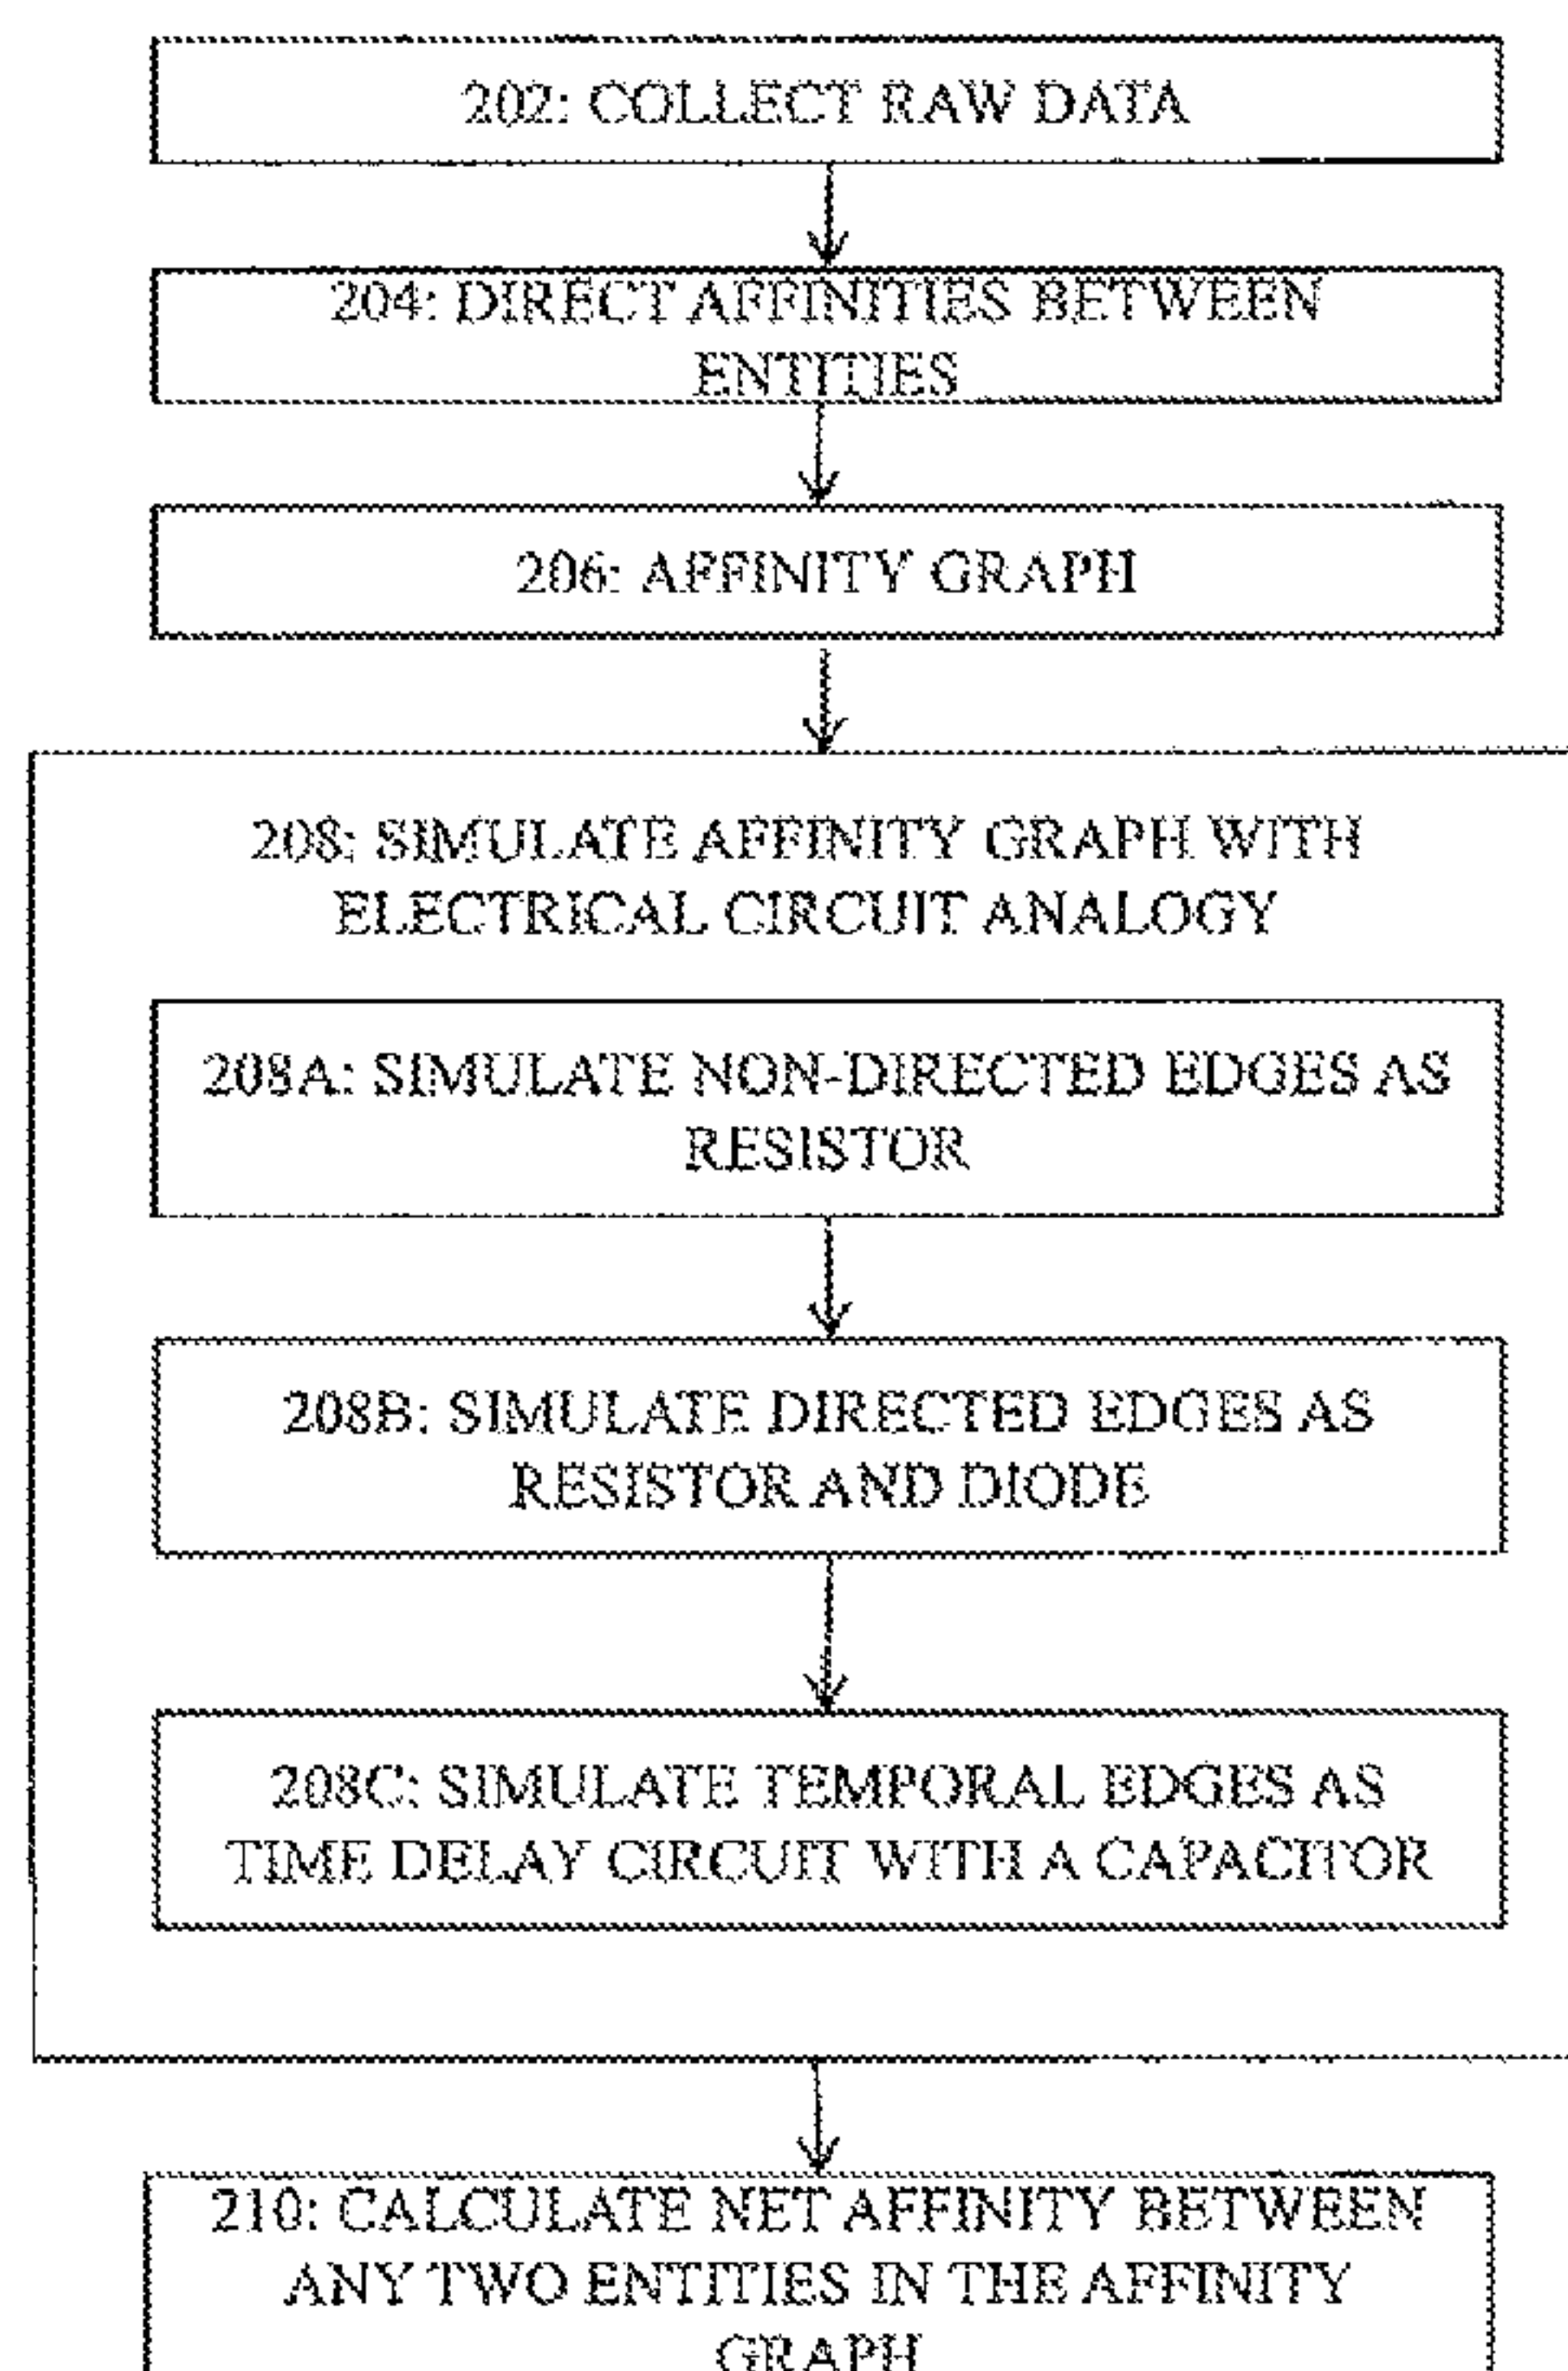 202: COLLECT RAW DATA
204: DIRECT AFFINITIES BETWEEN
ENTITIES
206: AFFINITY GRAPH
208: SIMULATE AFFINITY GRAPH WITH
ELECTRICAL CIRCUIT ANALOGY
208A: SIMULATE NON-DIRECTED EDGES AS
RESISTOR
208B: SIMULATE DIRECTED EDGES AS
RESISTOR AND DIODE
208C: SIMULATE TEMPORAL EDGES AS
TIME DELAY CIRCUIT WITH A CAPACITOR
210: CALCULATE NET AFFINITY BETWEEN
ANY TWO ENTITIES IN THE AFFINITY
GRAPH